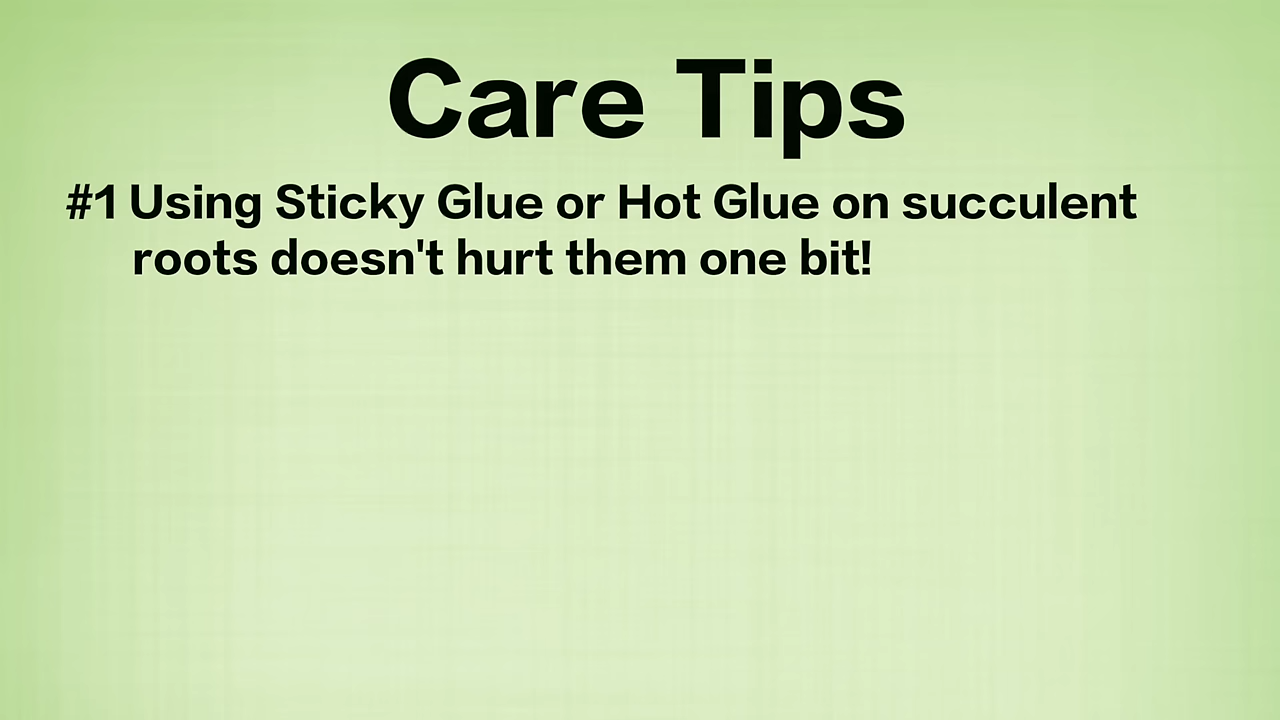 Care Tips
#1 Using Sticky Glue or Hot Glue on succulent
roots doesn't hurt them one bit!